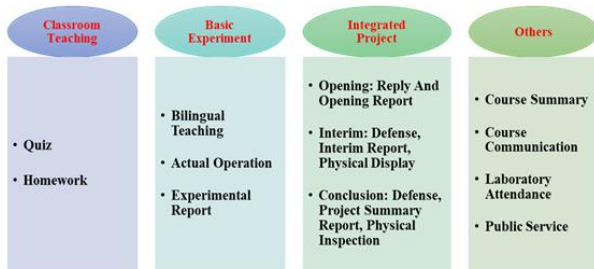 Classroom
Teaching
• Quiz
• Homework
Basic
Experiment
• Bilingual
Teaching
• Actual Operation
• Experimental
Report
Integrated
Project
• Opening: Reply And
Opening Report
• Interim: Defense,
Interim Report,
Physical Display
• Conclusion: Defense,
Project Summary
Report, Physical
Inspection
Others
• Course Summary
• Course
Communication
• Laboratory
Attendance
• Public Service